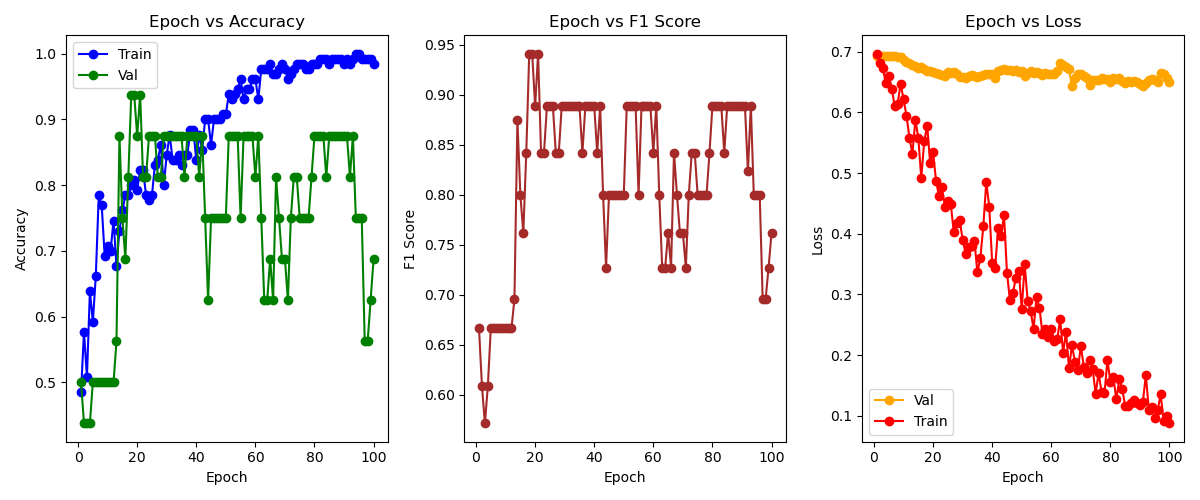 Epoch vs Accuracy
Train
Val
Accuracy
1.0
0.9
0.8
0.7
0.6
0.5
0 20 40 60 80 100
Epoch
Epoch vs F1 Score
F1 Score
0.95
0.90
0.85
0.80
0.75
0.70
0.65
0.60
0 20 40 60 80 100
Epoch
Epoch vs Loss
Loss
0.7
0.6
0.5
0.4
0.3
0.2
0.1
Val
Train
0 20 40 60 80 100
Epoch